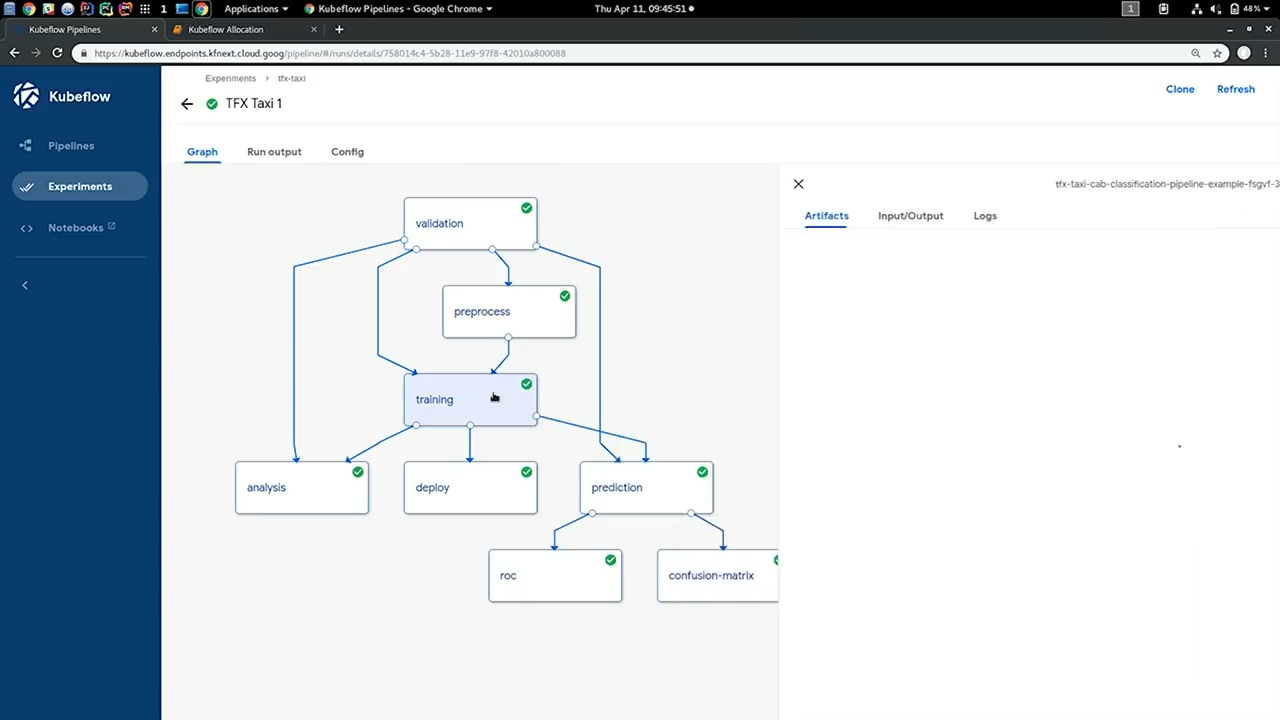 Applications
Kubeflow Pipelines - Google Chrome
Thu Apr 11, 09:45:51
1
48%
Kubeflow Pipelines
Kubeflow Allocation
https://kubeflow.endpoints.kfnext.cloud.goog/pipeline/#/runs/details/758014c4-5b28-11e9-97f8-42010a800088
Kubeflow
Pipelines
Experiments
Notebooks
Experiments > tfx-taxi
TFX Taxi 1
Clone
Refresh
Graph
Run output
Config
validation
preprocess
training
analysis
deploy
prediction
roc
confusion-matrix
tfx-taxi-cab-classification-pipeline-example-fsgvf-3
Artifacts
Input/Output
Logs